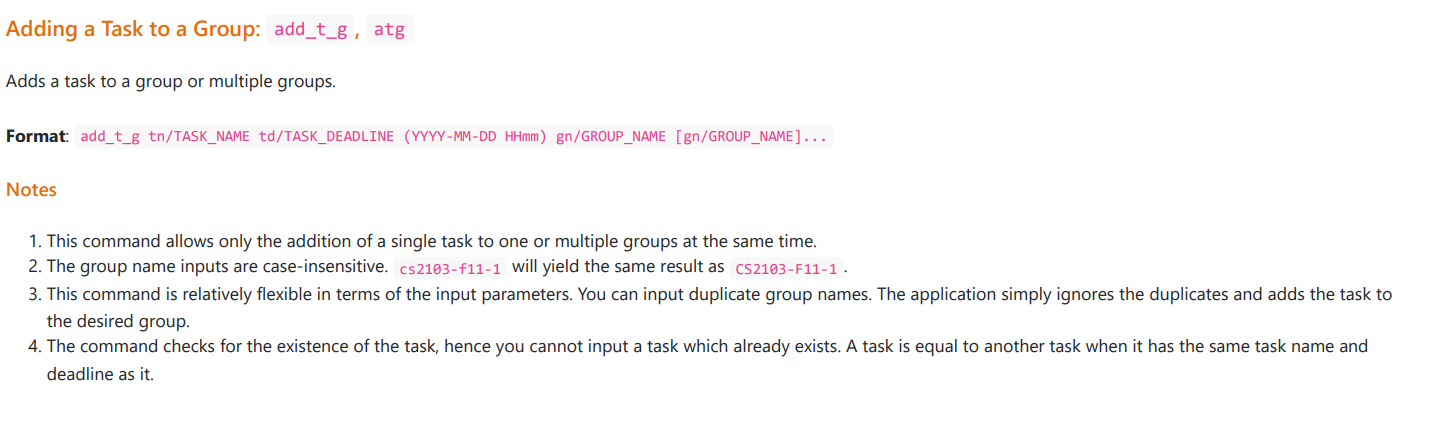 Adding a Task to a Group: add_t_g , atg
Adds a task to a group or multiple groups.
Format: add_t_g tn/TASK_NAME td/TASK_DEADLINE (YYYY-MM-DD HHmm) gn/GROUP_NAME [gn/GROUP_NAME]...
Notes
1. This command allows only the addition of a single task to one or multiple groups at the same time.
2. The group name inputs are case-insensitive. cs2103-f11-1 will yield the same result as CS2103-F11-1 .
3. This command is relatively flexible in terms of the input parameters. You can input duplicate group names. The application simply ignores the duplicates and adds the task to
the desired group.
4. The command checks for the existence of the task, hence you cannot input a task which already exists. A task is equal to another task when it has the same task name and
deadline as it.